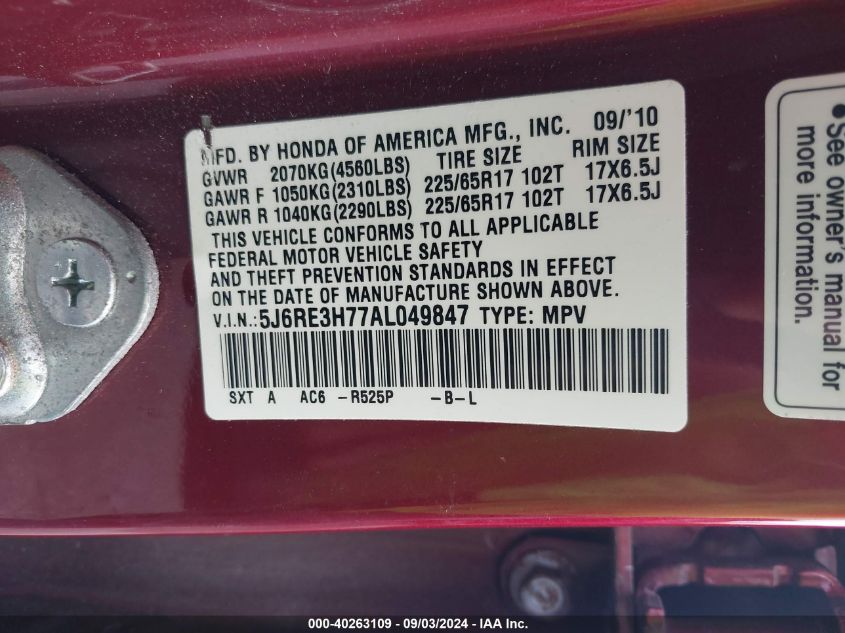 MFD. BY HONDA OF AMERICA MFG., INC. 09/'10
GVWR 2070KG(4560LBS) TIRE SIZE RIM SIZE
GAWR F 1050KG(2310LBS) 225/65R17 102T 17X6.5J
GAWR R 1040KG(2290LBS) 225/65R17 102T 17X6.5J
THIS VEHICLE CONFORMS TO ALL APPLICABLE
FEDERAL MOTOR VEHICLE SAFETY
AND THEFT PREVENTION STANDARDS IN EFFECT
ON THE DATE OF MANUFACTURE SHOWN ABOVE.
V.I.N.:5J6RE3H77AL049847 TYPE: MPV
SXT A AC6 -R525P -B-L
• See owner's manual for
more information.
000-40263109 - 09/03/2024 - IAA Inc.